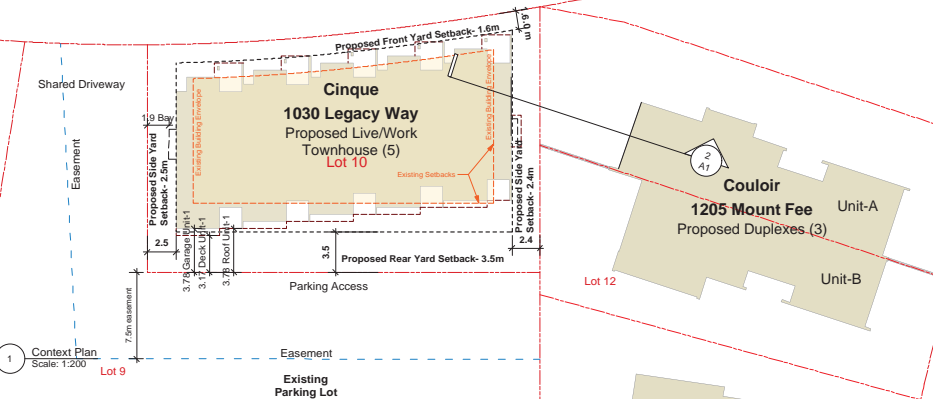 1.6
.9.0 m
Proposed Front Yard Setback- 1.6m
Shared Driveway
Cinque
1030 Legacy Way
Proposed Live/Work
Townhouse (5)
Lot 10
Existing Building Envelope
Existing Building Envelope
Existing Setbacks
1.9 Bay
Easement
Proposed Side Yard
Setback- 2.5m
Proposed Side Yard
Setback- 2.4m
2
A1
Couloir
1205 Mount Fee
Proposed Duplexes (3)
Unit-A
Unit-B
Lot 12
2.5
3.78 Garage Unit-1
3.17 Deck Unit-1
3.78 Roof Unit-1
3.5
Proposed Rear Yard Setback- 3.5m
2.4
Parking Access
7.5m easement
1
Context Plan
Scale: 1:200
Easement
Lot 9
Existing
Parking Lot